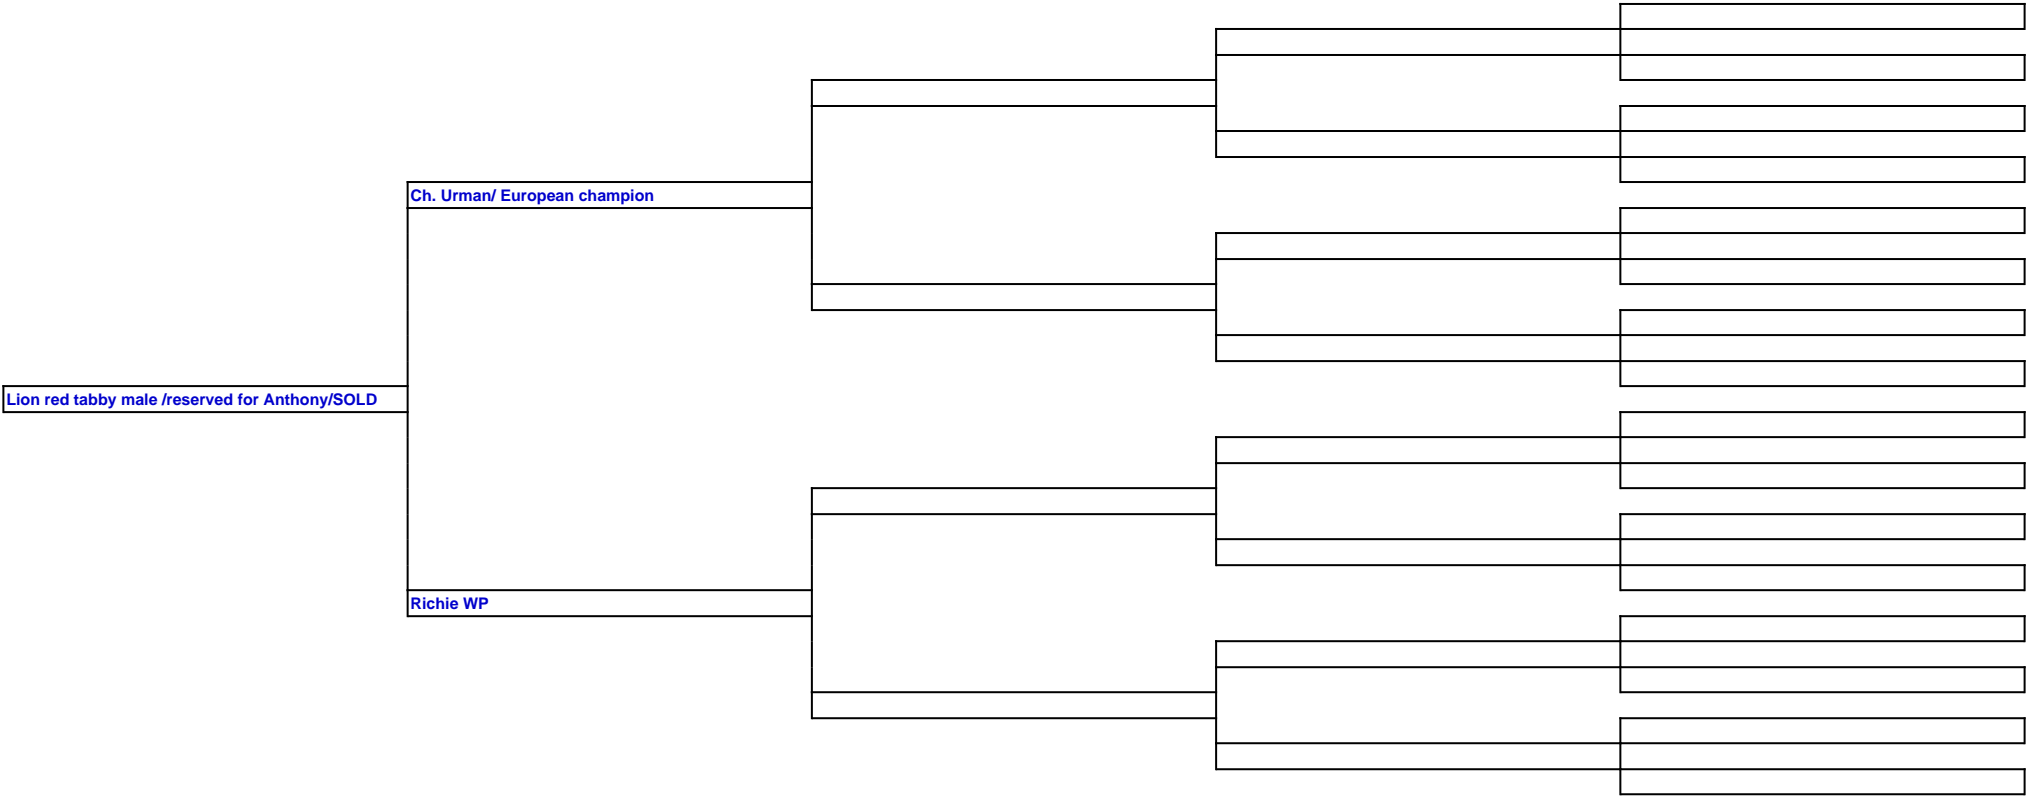 Ch. Urman/ European champion
Lion red tabby male /reserved for Anthony/SOLD
Richie WP